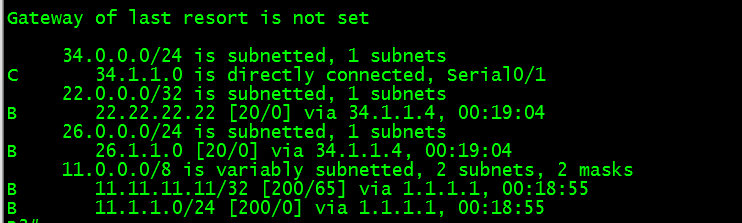 Gateway of last resort is not set
34.0.0.0/24 is subnetted, 1 subnets
C 34.1.1.0 is directly connected, Serial0/1
22.0.0.0/32 is subnetted, 1 subnets
B 22.22.22.22 [20/0] via 34.1.1.4, 00:19:04
26.0.0.0/24 is subnetted, 1 subnets
B 26.1.1.0 [20/0] via 34.1.1.4, 00:19:04
11.0.0.0/8 is variably subnetted, 2 subnets, 2 masks
B 11.11.11.11/32 [200/65] via 1.1.1.1, 00:18:55
B 11.1.1.0/24 [200/0] via 1.1.1.1, 00:18:55